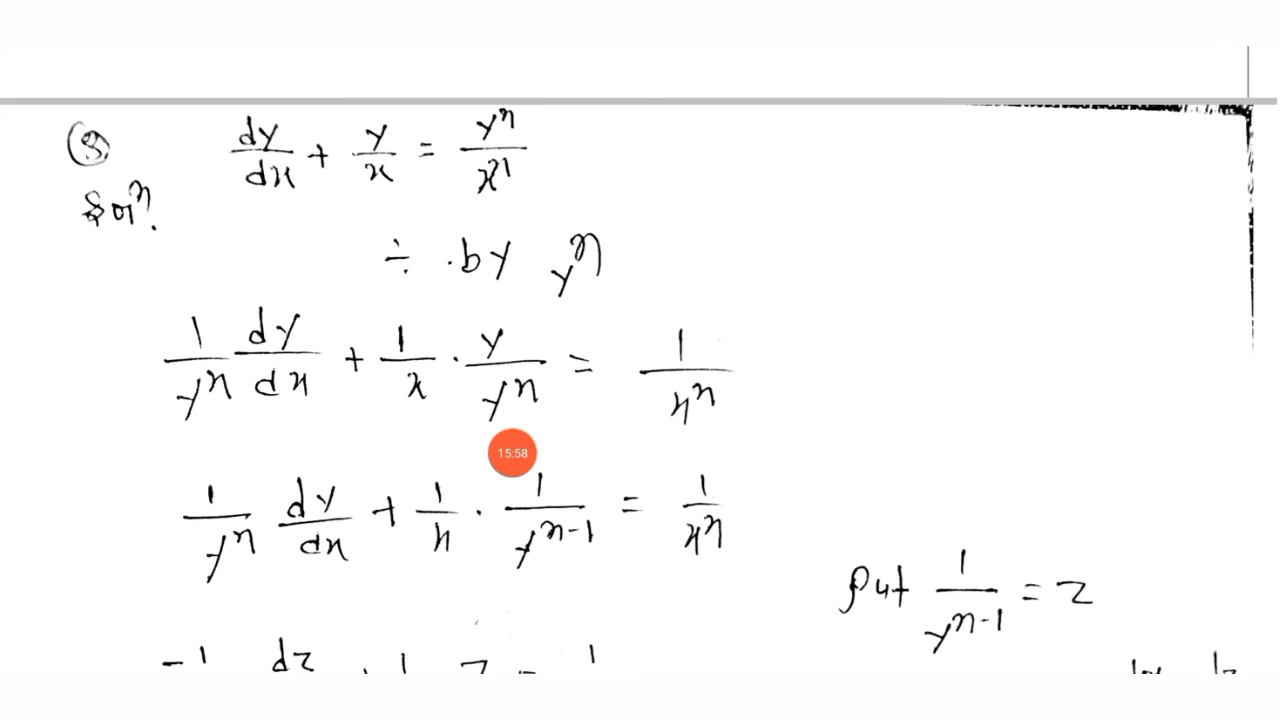 (3) dy/dx + y/x = y^n/x^n
Sol^n.
÷ .by y^n
1/y^n dy/dx + 1/x . y/y^n = 1/x^n
15:58
1/y^n dy/dx + 1/x . 1/y^n-1 = 1/x^n
Put 1/y^n-1 = z